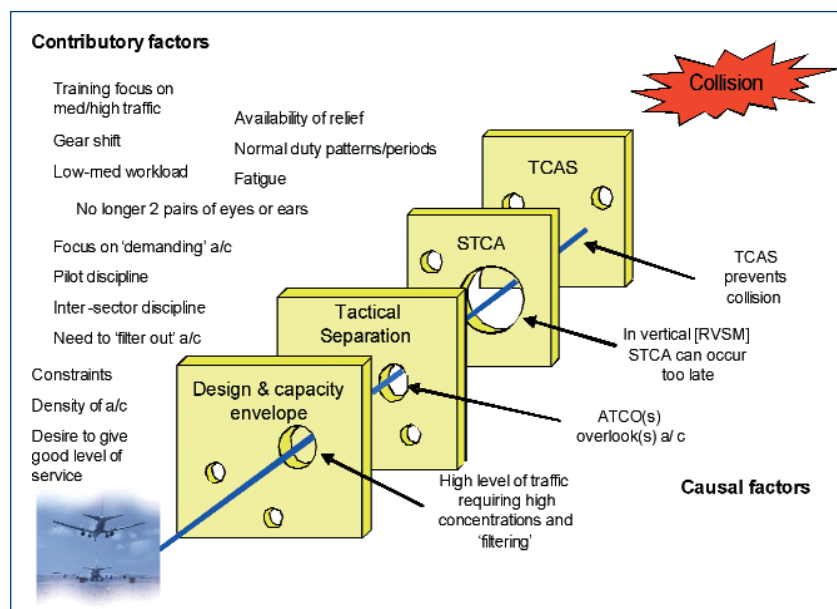 Contributory factors
Training focus on
med/high traffic
Gear shift
Low-med workload
Availability of relief
Normal duty patterns/periods
Fatigue
No longer 2 pairs of eyes or ears
Focus on 'demanding' a/c
Pilot discipline
Inter-sector discipline
Need to 'filter out' a/c
Constraints
Density of a/c
Desire to give
good level of
service
Collision
TCAS
STCA
Tactical
Separation
Design & capacity
envelope
TCAS
prevents
collision
In vertical [RVSM]
STCA can occur
too late
ATCO(s)
overlook(s) a/c
High level of traffic
requiring high
concentrations and
'filtering'
Causal factors